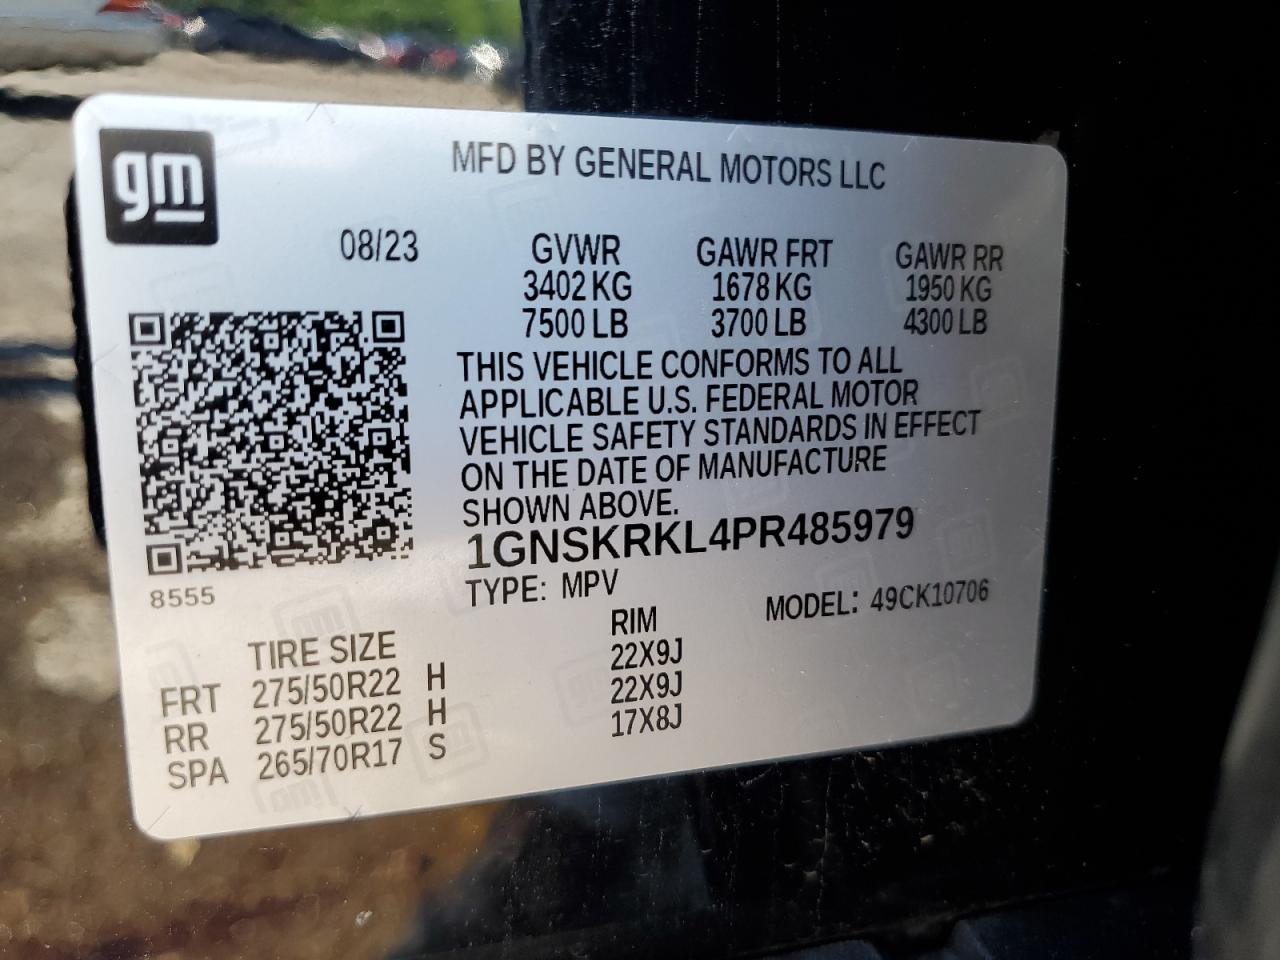 gm
MFD BY GENERAL MOTORS LLC
08/23
GVWR GAWR FRT GAWR RR
3402 KG 1678 KG 1950 KG
7500 LB 3700 LB 4300 LB
THIS VEHICLE CONFORMS TO ALL
APPLICABLE U.S. FEDERAL MOTOR
VEHICLE SAFETY STANDARDS IN EFFECT
ON THE DATE OF MANUFACTURE
SHOWN ABOVE.
1GNSKRKL4PR485979
8555
TYPE: MPV MODEL: 49CK10706
TIRE SIZE RIM
FRT 275/50R22 H 22X9J
RR 275/50R22 H 22X9J
SPA 265/70R17 S 17X8J